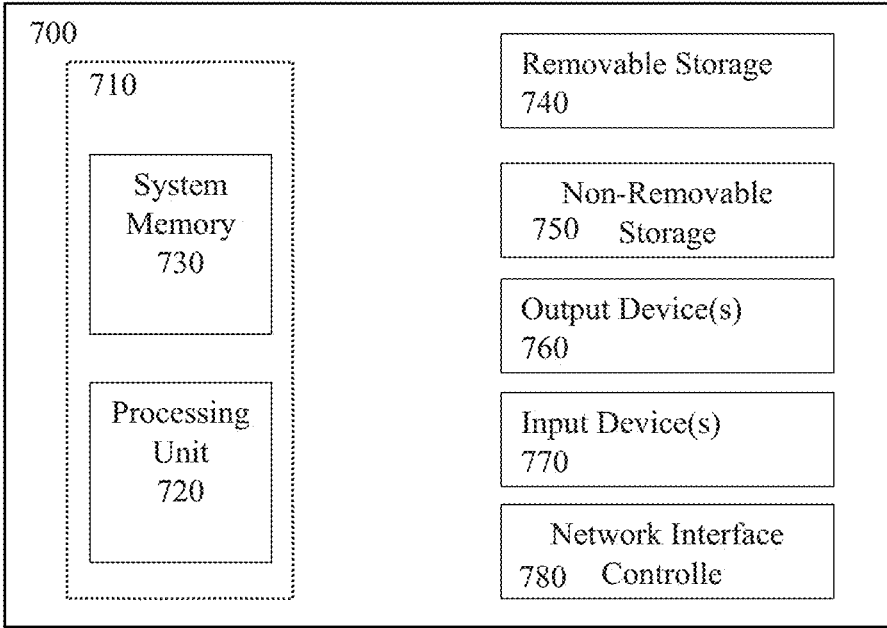 700
710
System
Memory
730
Processing
Unit
720
Removable Storage
740
Non-Removable
750 Storage
Output Device(s)
760
Input Device(s)
770
Network Interface
780 Controlle